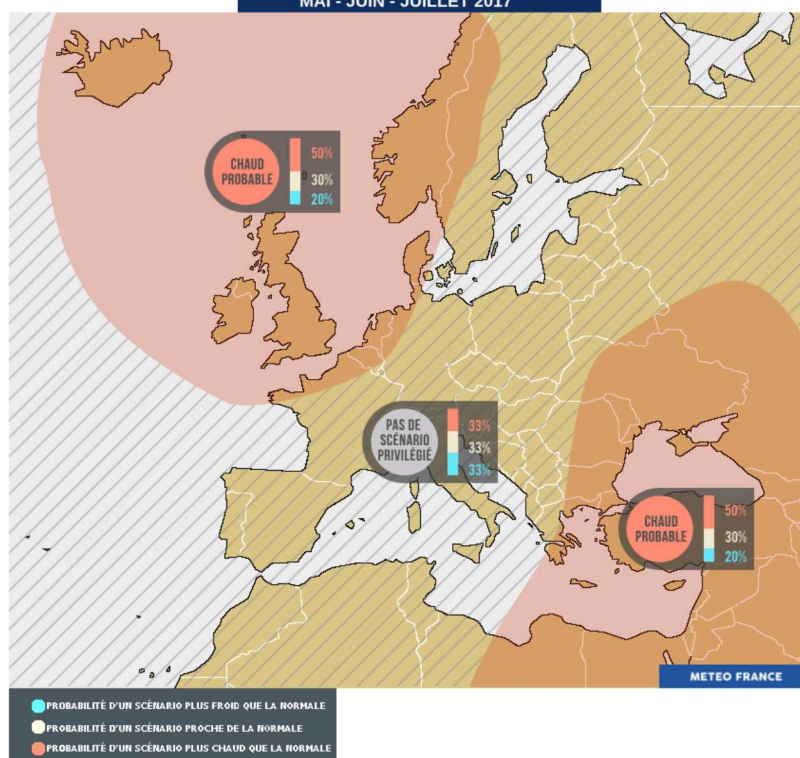 MAI - JUIN - JUILLET 2017
CHAUD
PROBABLE
50%
30%
20%
PAS DE
SCÉNARIO
PRIVILÉGIÉ
33%
33%
33%
CHAUD
PROBABLE
50%
30%
20%
METEO FRANCE
PROBABILITÉ D'UN SCÉNARIO PLUS FROID QUE LA NORMALE
PROBABILITÉ D'UN SCÉNARIO PROCHE DE LA NORMALE
PROBABILITÉ D'UN SCÉNARIO PLUS CHAUD QUE LA NORMALE